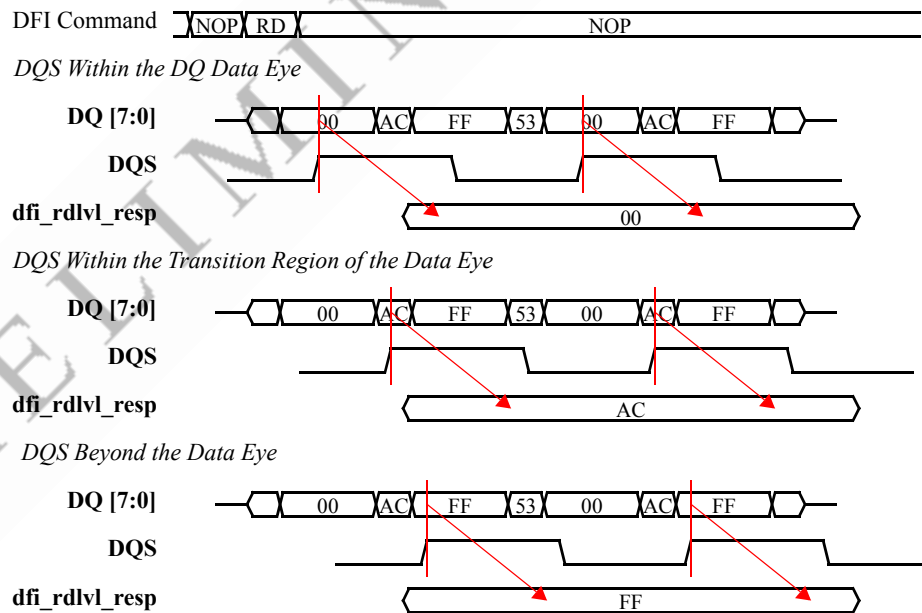 DFI Command NOP RD NOP
DQS Within the DQ Data Eye
DQ [7:0] 00 AC FF 53 00 AC FF
DQS
dfi_rdlvl_resp 00
DQS Within the Transition Region of the Data Eye
DQ [7:0] 00 AC FF 53 00 AC FF
DQS
dfi_rdlvl_resp AC
DQS Beyond the Data Eye
DQ [7:0] 00 AC FF 53 00 AC FF
DQS
dfi_rdlvl_resp FF
ELIMIN